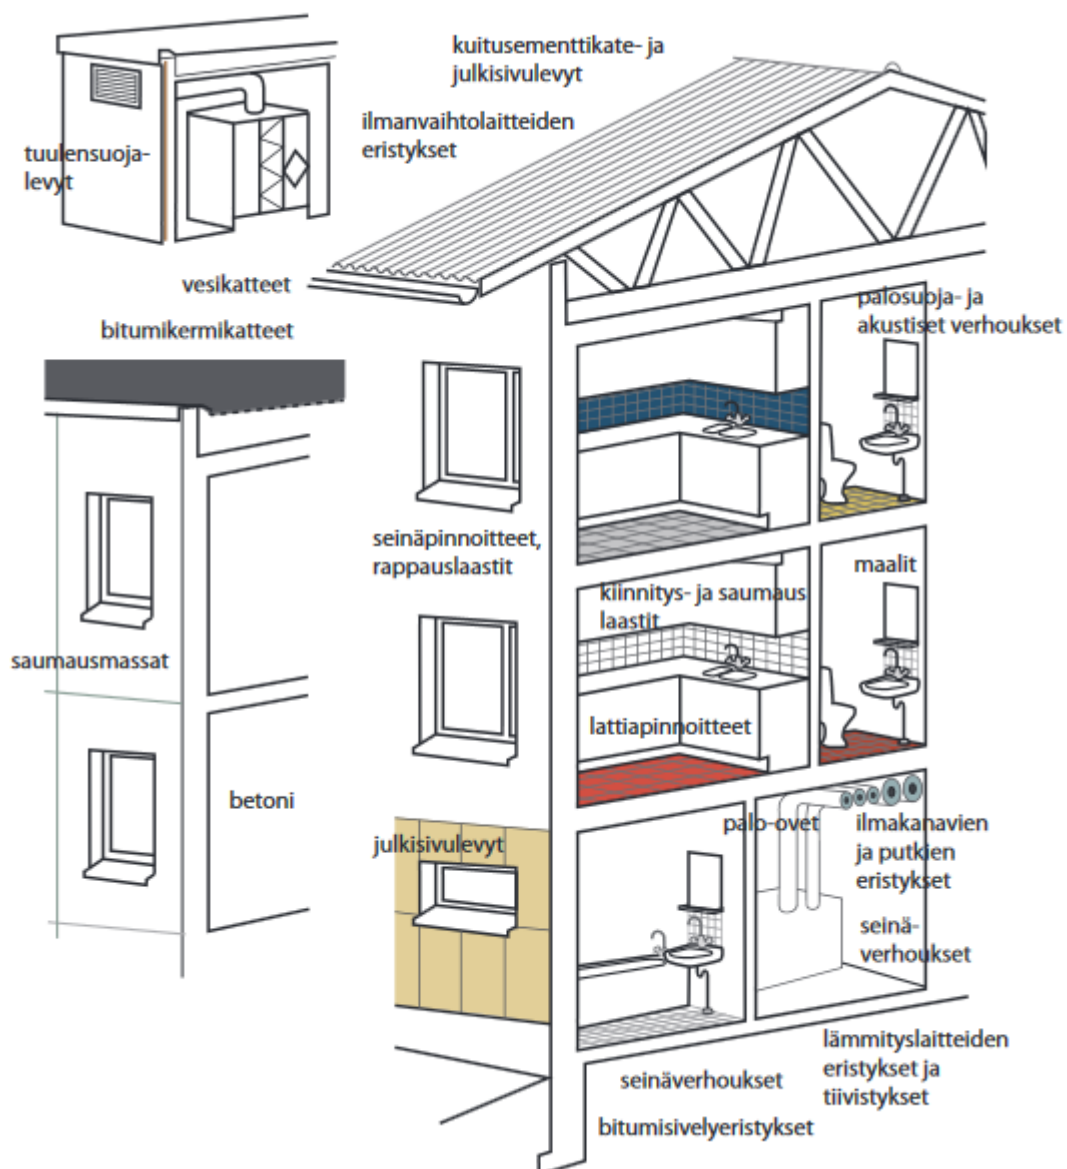 kuitusementtikate- ja
julkisivulevyt
ilmanvaihtolaitteiden
eristykset
tuulensuoja-
levyt
vesikatteet
bitumikermikatteet
palosuoja- ja
akustiset verhoukset
seinäpinnoitteet,
rappauslaastit
maalit
kiinnitys- ja saumaus
laastit
saumausmassat
lattiapinnoitteet
betoni
julkisivulevyt
palo-ovet
ilmakanavien
ja putkien
eristykset
seinä-
verhoukset
lämmityslaitteiden
eristykset ja
tiivistykset
seinäverhoukset
bitumisivelyeristykset